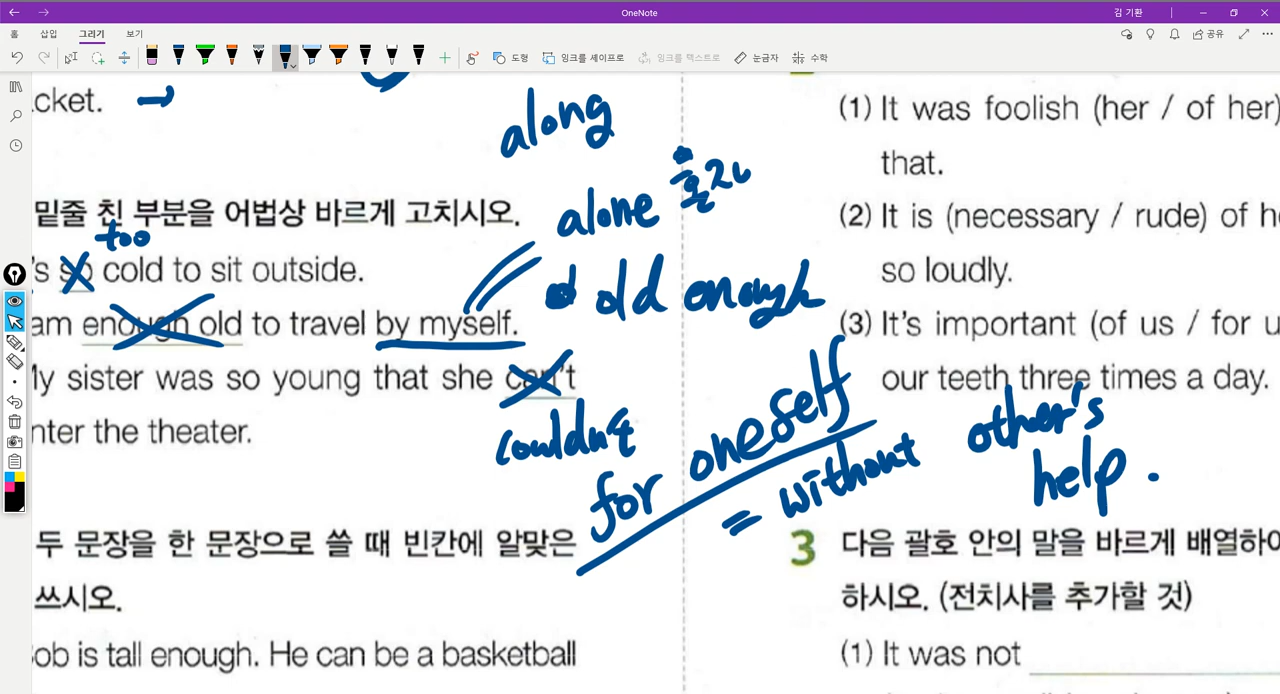 OneNote
김 기환
홈 삽입 그리기 보기
공유
도형
잉크를 셰이프로
잉크를 텍스트로
눈금자
수학
cket. →
along
alone 혼자
밑줄 친 부분을 어법상 바르게 고치시오.
too
's so cold to sit outside.
old enough
am enough old to travel by myself.
My sister was so young that she can't
couldn't
nter the theater.
for oneself
= without other's help.
두 문장을 한 문장으로 쓸 때 빈칸에 알맞은
쓰시오.
ob is tall enough. He can be a basketball
(1) It was foolish (her / of her)
that.
(2) It is (necessary / rude) of h
so loudly.
(3) It's important (of us / for u
our teeth three times a day.
3 다음 괄호 안의 말을 바르게 배열하여
하시오. (전치사를 추가할 것)
(1) It was not